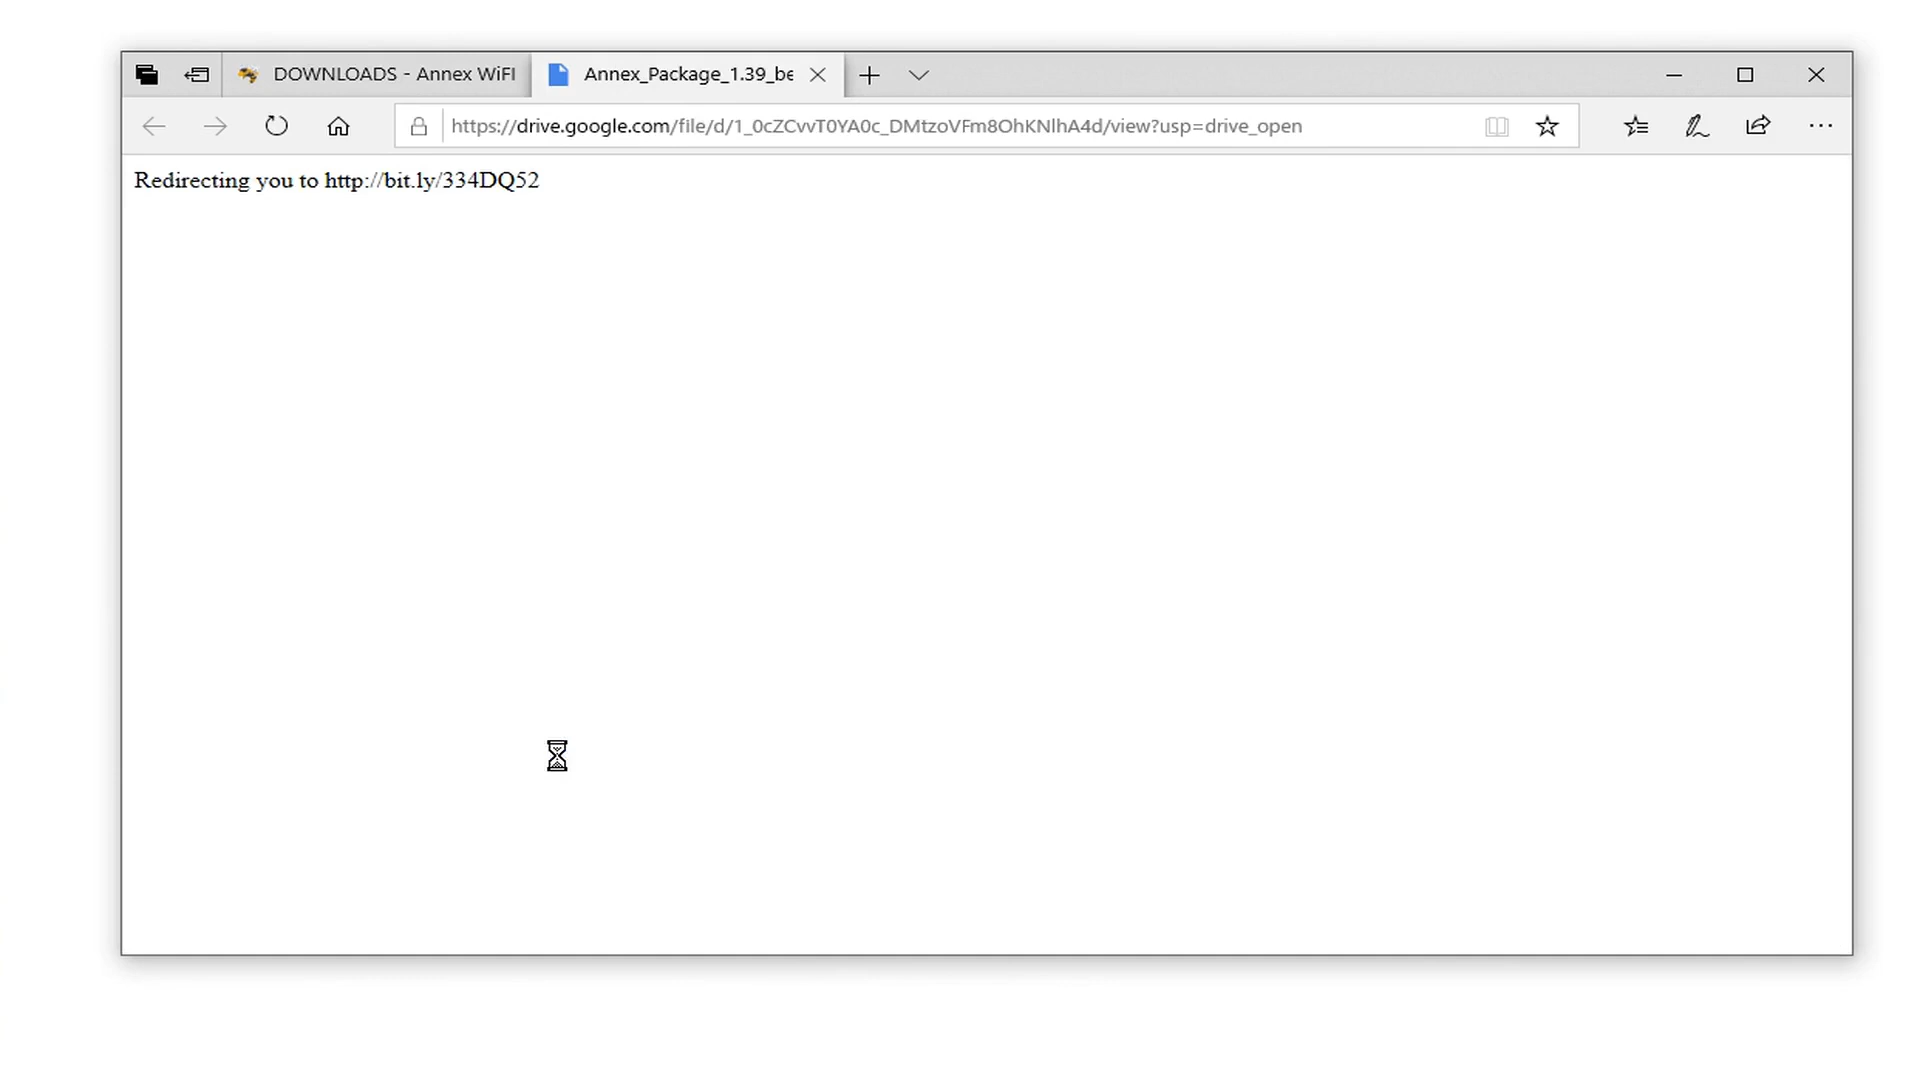 DOWNLOADS - Annex WiFI
Annex_Package_1.39_be
https://drive.google.com/file/d/1_0cZCvvT0YA0c_DMtzoVFm8OhKNlhA4d/view?usp=drive_open
Redirecting you to http://bit.ly/334DQ52